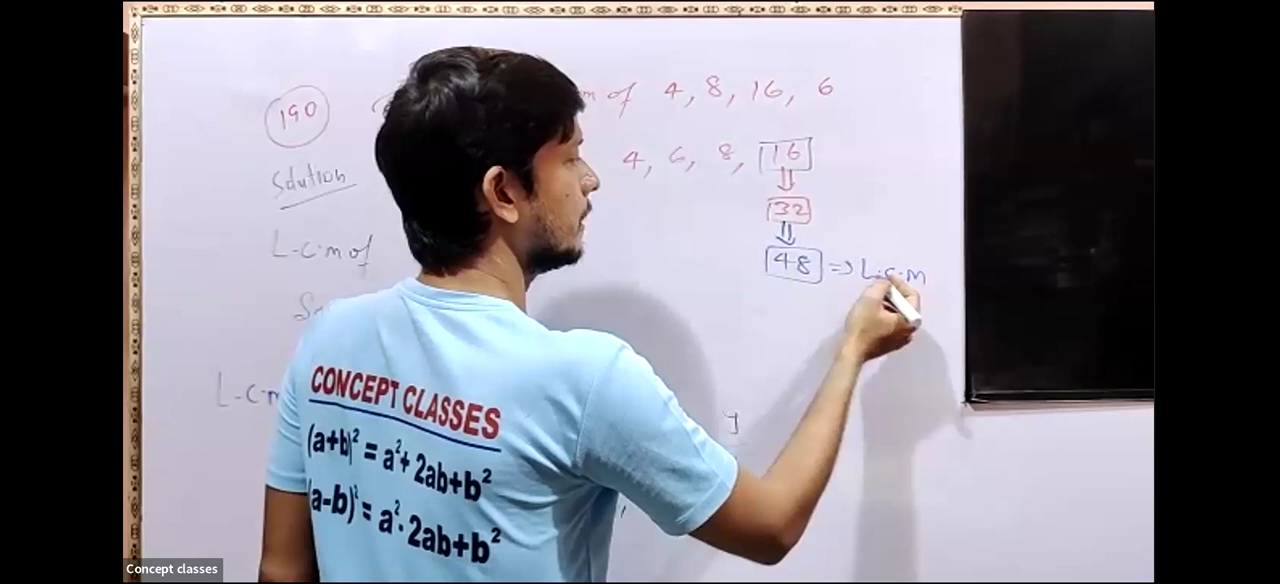 190
m of 4, 8, 16, 6
Solution
4, 6, 8, 16
32
L.c.m of
48 => L.c.m
L.c.m
CONCEPT CLASSES
(a+b)² = a²+ 2ab+b²
(a-b)² = a²- 2ab+b²
Concept classes